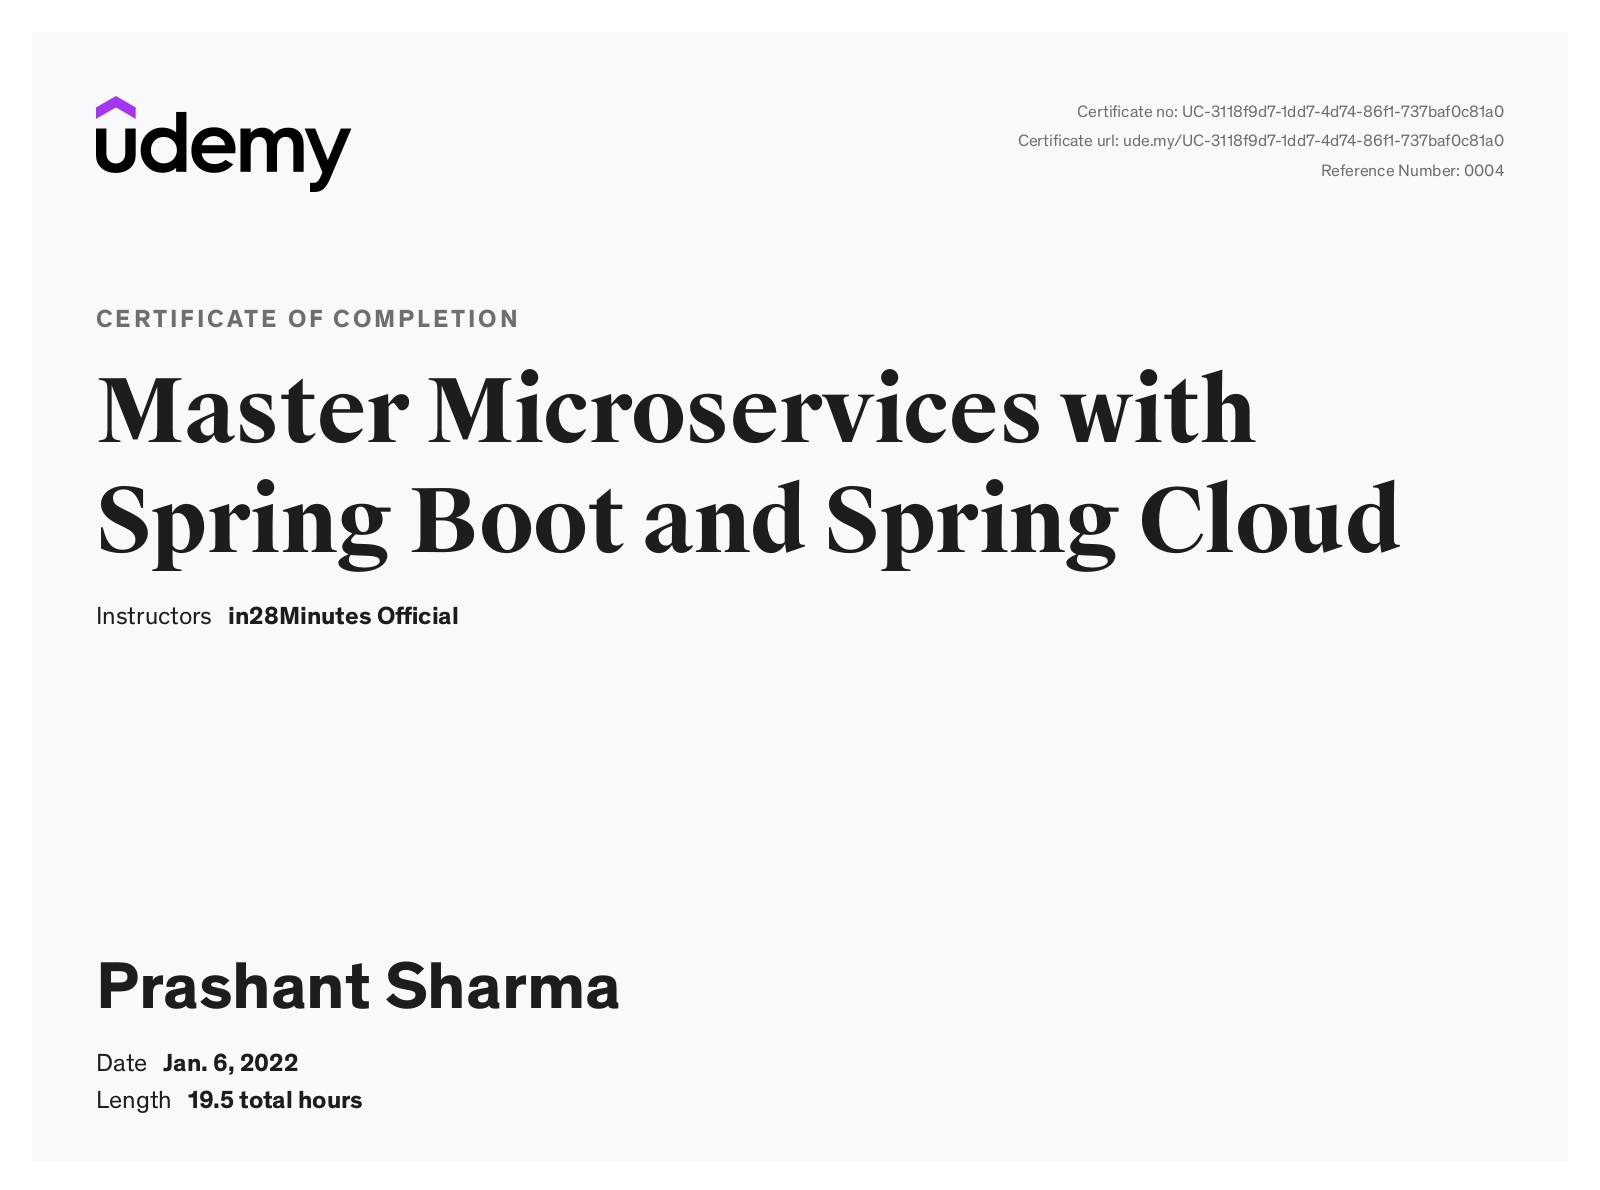 udemy
Certificate no: UC-3118f9d7-1dd7-4d74-86f1-737baf0c81a0
Certificate url: ude.my/UC-3118f9d7-1dd7-4d74-86f1-737baf0c81a0
Reference Number: 0004
CERTIFICATE OF COMPLETION
Master Microservices with
Spring Boot and Spring Cloud
Instructors in28Minutes Official
Prashant Sharma
Date Jan. 6, 2022
Length 19.5 total hours